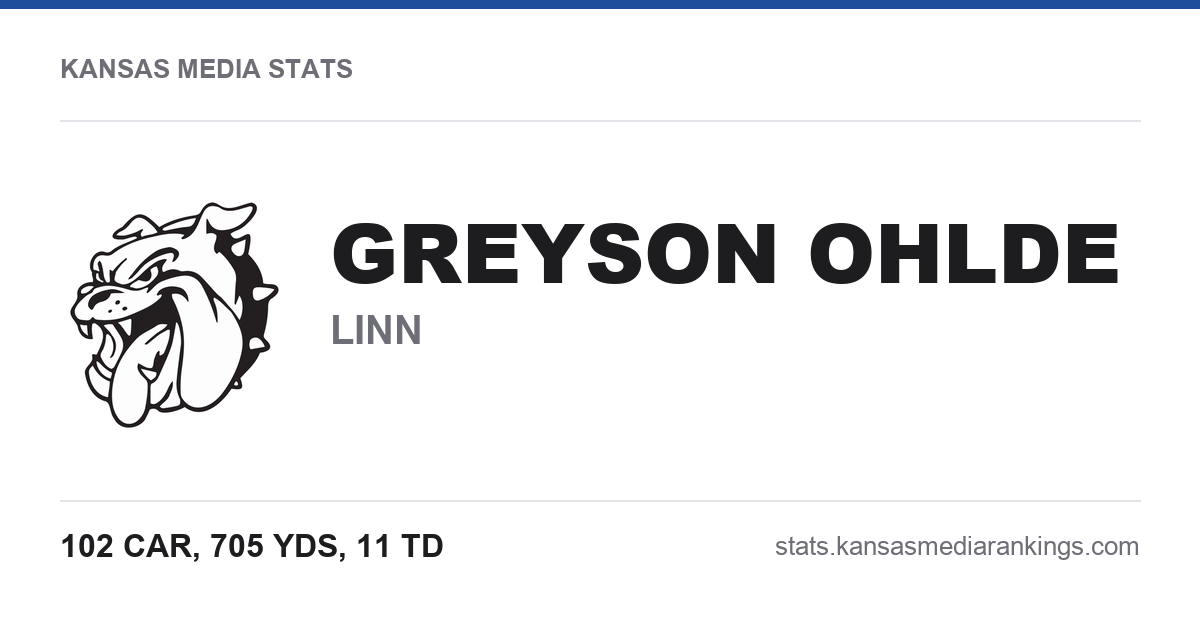 KANSAS MEDIA STATS
GREYSON OHLDE
LINN
102 CAR, 705 YDS, 11 TD
stats.kansasmediarankings.com